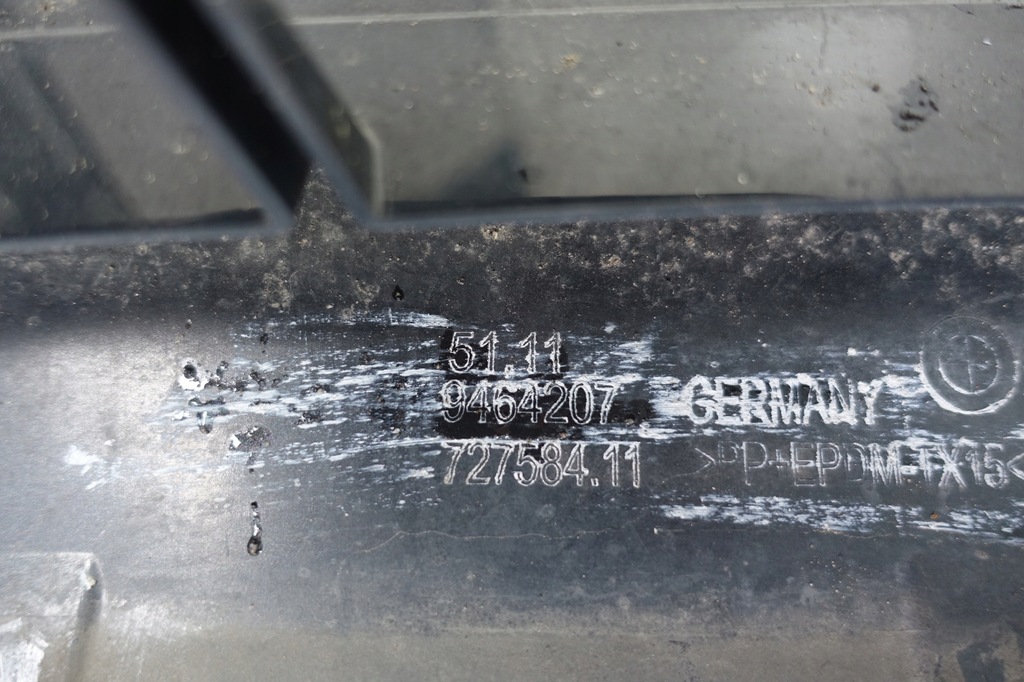 51.11
9464207
GERMANY
727584.11
>PP+EPDM-TX15<